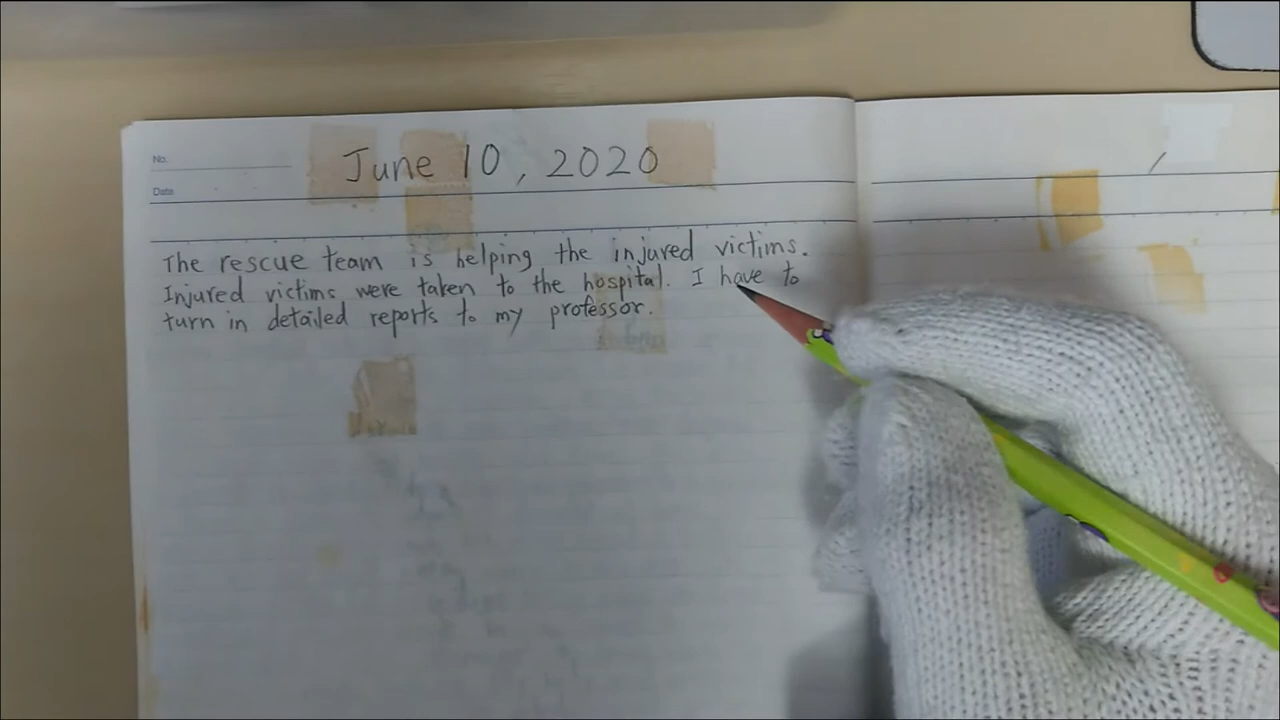 No.
June 10, 2020
Date
The rescue team is helping the injured victims.
Injured victims were taken to the hospital. I have to
turn in detailed reports to my professor.